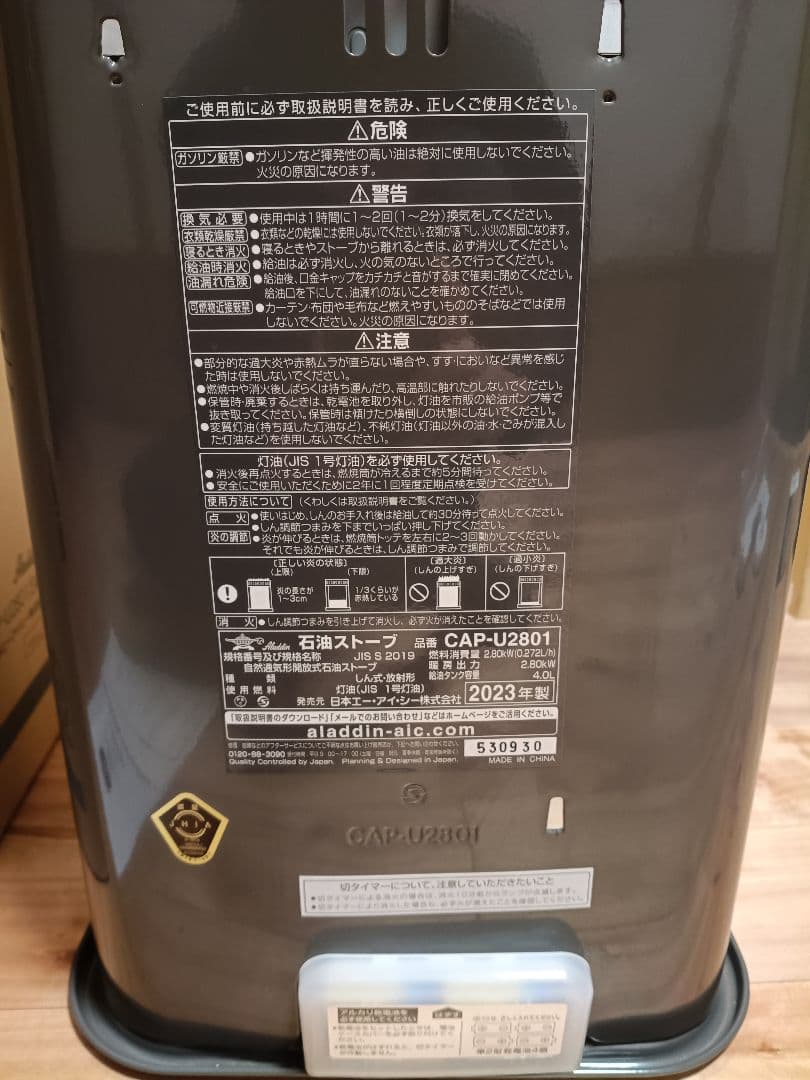 ご使用前に必ず取扱説明書を読み、正しくご使用ください。
⚠危険
ガソリン厳禁 ●ガソリンなど揮発性の高い油は絶対に使用しないでください。
火災の原因になります。
⚠警告
換気必要 ●使用中は1時間に1〜2回(1〜2分)換気をしてください。
衣類乾燥厳禁 ●衣類などの乾燥には使用しないでください。衣類が落下し、火災の原因になります。
寝るとき消火 ●寝るときやストーブから離れるときは、必ず消火してください。
給油時消火 ●給油は必ず消火し、火の気のないところで行ってください。
油漏れ危険 ●給油後、口金キャップをカチカチと音がするまで確実に閉めてください。
給油口を下にして、油漏れのないことを確かめてください。
可燃物近接厳禁 ●カーテン・布団や毛布など燃えやすいもののそばなどでは使用
しないでください。火災の原因になります。
⚠注意
●部分的な過大炎や赤熱ムラが直らない場合や、すす・においなど異常を感じ
た時は使用しないでください。
●燃焼中や消火後しばらくは持ち運んだり、高温部に触れたりしないでください。
●保管時・廃棄するときは、乾電池を取り外し、灯油を市販の給油ポンプ等で
抜き取ってください。保管時は傾けたり横倒しの状態にしないでください。
●変質灯油(持ち越した灯油など)、不純灯油(灯油以外の油・水・ごみが混入し
た灯油など)を使用しないでください。
灯油(JIS 1号灯油)を必ず使用してください。
●消火後再点火するときは、燃焼筒が冷えるまで約5分間待ってください。
●安全にご使用いただくために2年に1回程度定期点検を受けてください。
使用方法について (くわしくは取扱説明書をご覧ください。)
点火 ●使いはじめ、しんのお手入れ後は給油して約30分待って点火してください。
●しん調節つまみを下までいっぱい押し下げてください。
炎の調節 ●炎が伸びるときは、燃焼筒トッテを左右に2〜3回動かしてください。
それでも炎が伸びるときは、しん調節つまみで調節してください。
〔正しい炎の状態〕 〔過大炎〕 〔過小炎〕
(上限) (下限) (しんの上げすぎ) (しんの下げすぎ)
炎の長さが 1〜3cm 1/3くらいが 赤熱している
消火 ●しん調節つまみを引き上げて消火し、必ず火が消えたことを確認してください。
Aladdin 石油ストーブ 品番 CAP-U2801
規格番号及び規格名称 JIS S 2019 燃料消費量 2.80kW(0.272L/h)
自然通気形開放式石油ストーブ 暖房出力 2.80kW
種類 しん式・放射形 給油タンク容量 4.0L
使用燃料 灯油(JIS 1号灯油)
発売元 日本エー・アイ・シー株式会社 2023年製
「取扱説明書のダウンロード」「メールでのお問い合わせ」などはホームページをご活用ください。
aladdin-aic.com
0120-88-3090
530930
Quality Controlled by Japan. Planning & Designed in Japan. MADE IN CHINA
JHIA
CAP-U2801
切タイマーについて、注意していただきたいこと
アルカリ乾電池を
必ず使用してください
はずす